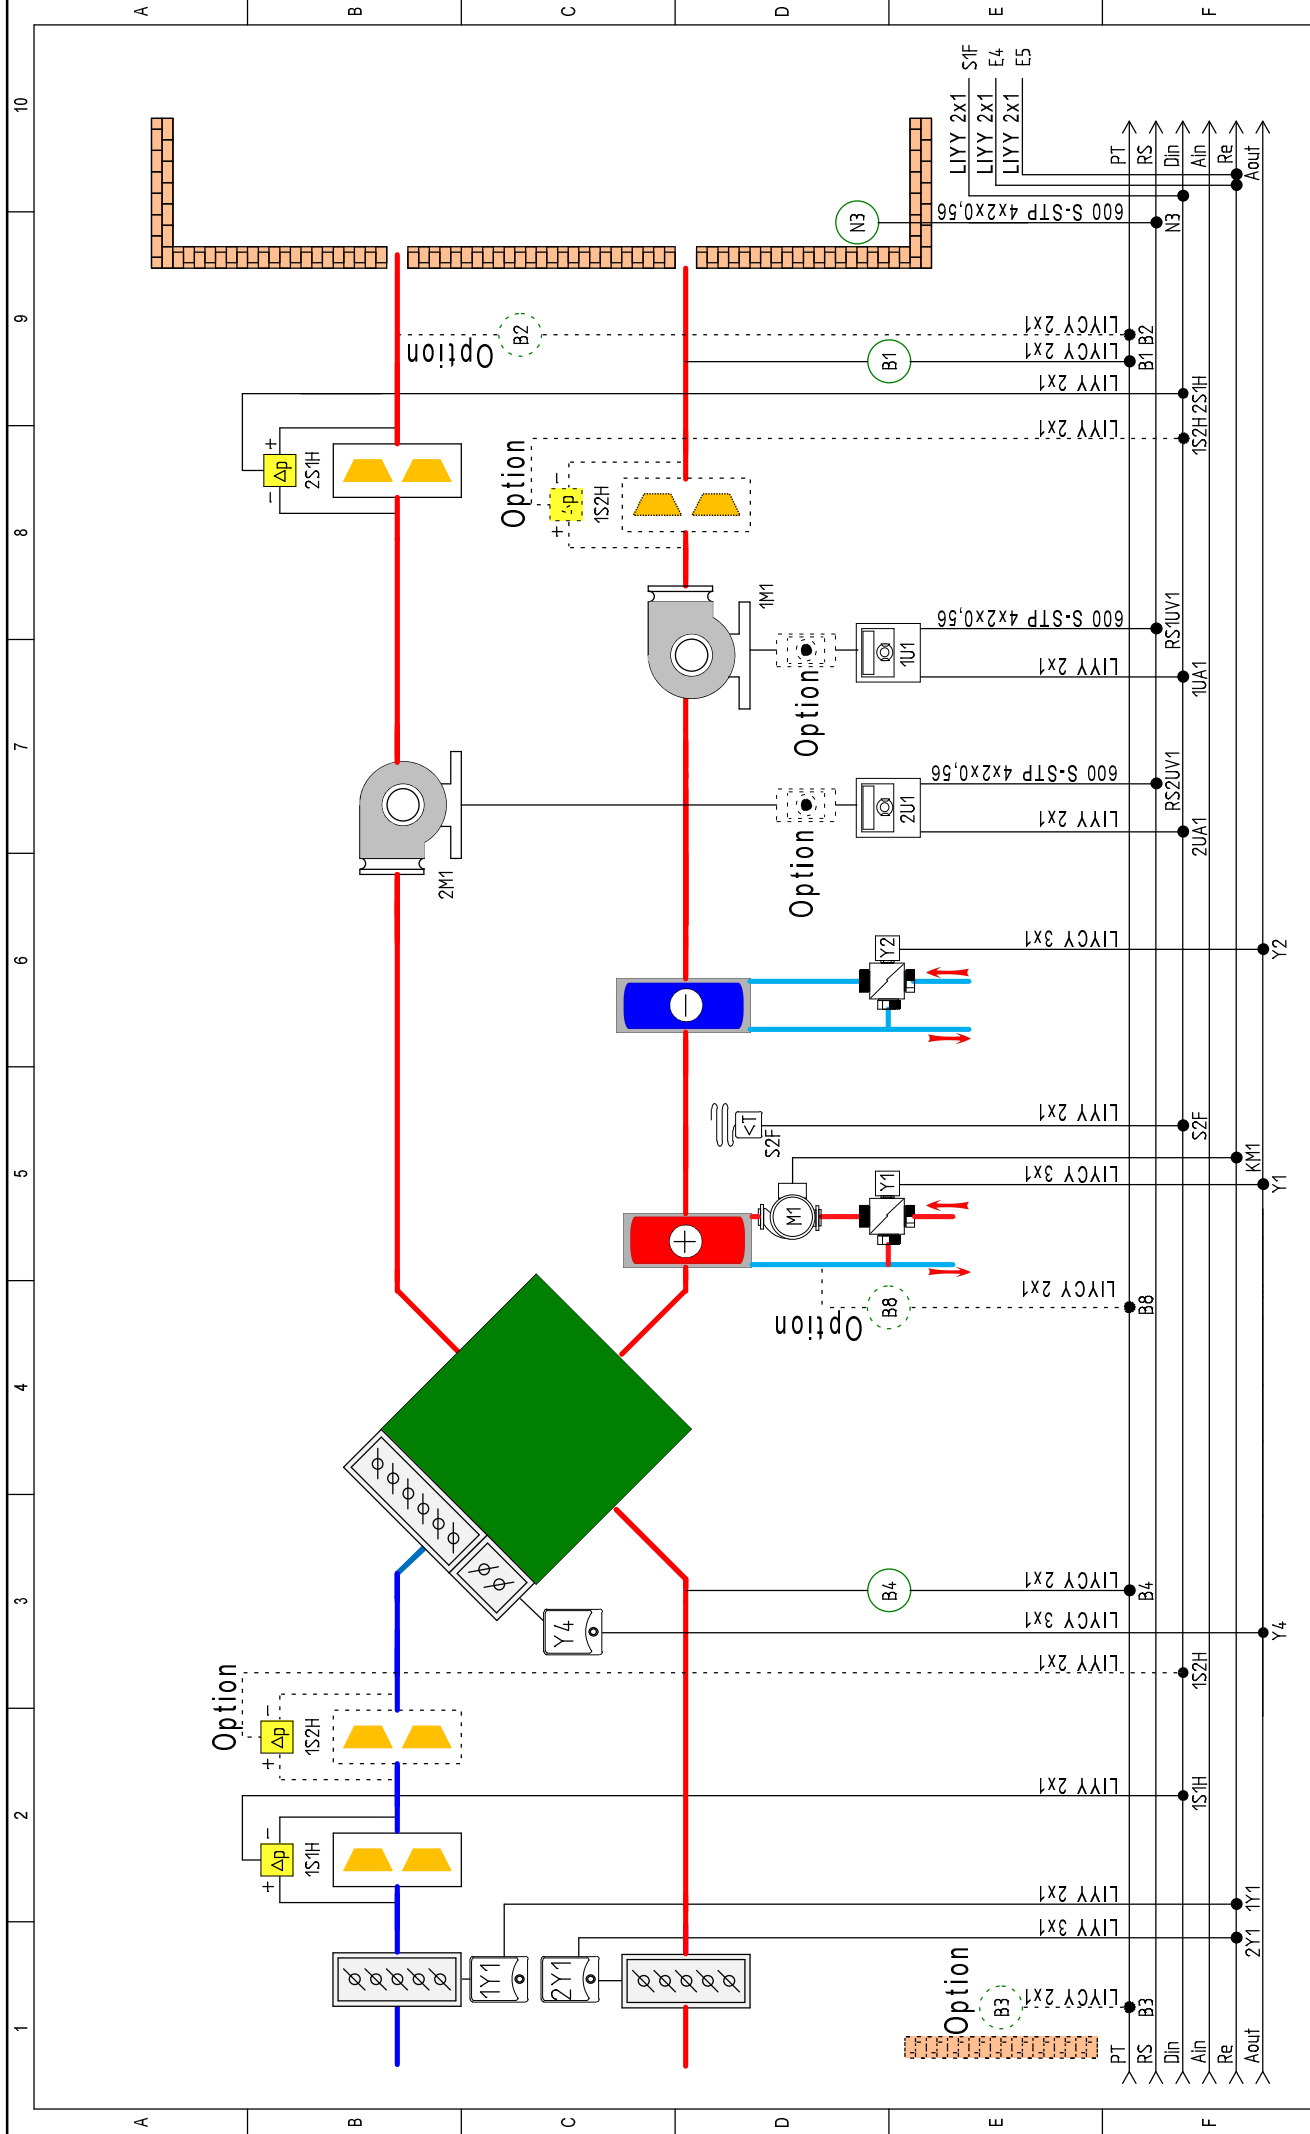 A B C D E F
10
9
8
7
6
5
4
3
2
1
A B C D E F
S1F
E4
E5
LIYY 2x1
LIYY 2x1
LIYY 2x1
PT
RS
Din
Ain
Re
Aout
N3
600 S-STP 4x2x0,56
N3
Option
B2
LIYCY 2x1
B2
B1
LIYCY 2x1
B1
LIYY 2x1
2S1H
+ Δp -
2S1H
LIYY 2x1
1S2H
Option
+ p -
1S2H
1M1
Option
1U1
600 S-STP 4x2x0,56
RS1UV1
LIYY 2x1
1UA1
2M1
Option
2U1
600 S-STP 4x2x0,56
RS2UV1
LIYY 2x1
2UA1
Y2
LIYCY 3x1
Y2
−
<T
S2F
LIYY 2x1
S2F
M1
KM1
Y1
LIYCY 3x1
Y1
+
Option
B8
LIYCY 2x1
B8
B4
LIYCY 2x1
B4
Y4
LIYCY 3x1
Y4
Option
+ Δp -
1S2H
LIYY 2x1
1S2H
+ Δp -
1S1H
LIYY 2x1
1S1H
1Y1
LIYY 2x1
1Y1
2Y1
LIYY 3x1
2Y1
Option
B3
LIYCY 2x1
B3
PT
RS
Din
Ain
Re
Aout